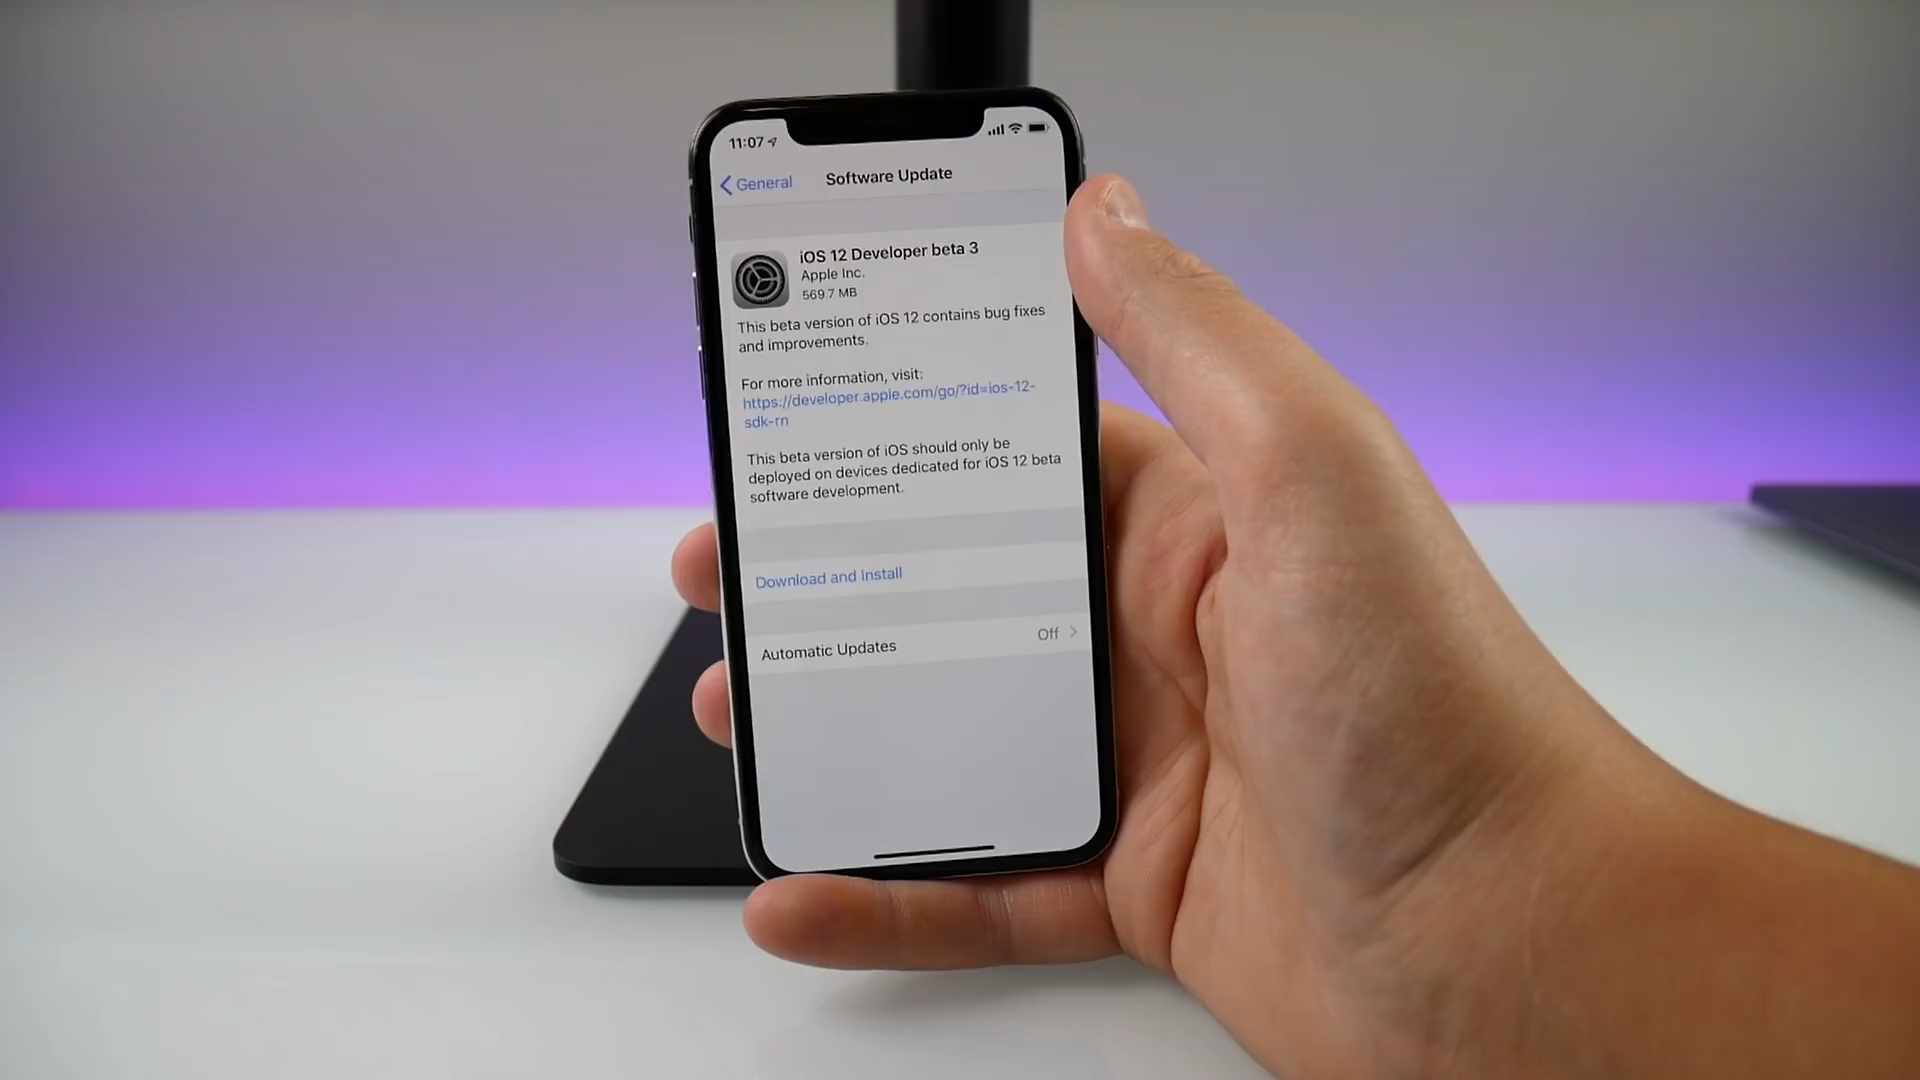 11:07
General
Software Update
iOS 12 Developer beta 3
Apple Inc.
569.7 MB
This beta version of iOS 12 contains bug fixes
and improvements.
For more information, visit:
https://developer.apple.com/go/?id=ios-12-
sdk-rn
This beta version of iOS should only be
deployed on devices dedicated for iOS 12 beta
software development.
Download and Install
Automatic Updates
Off